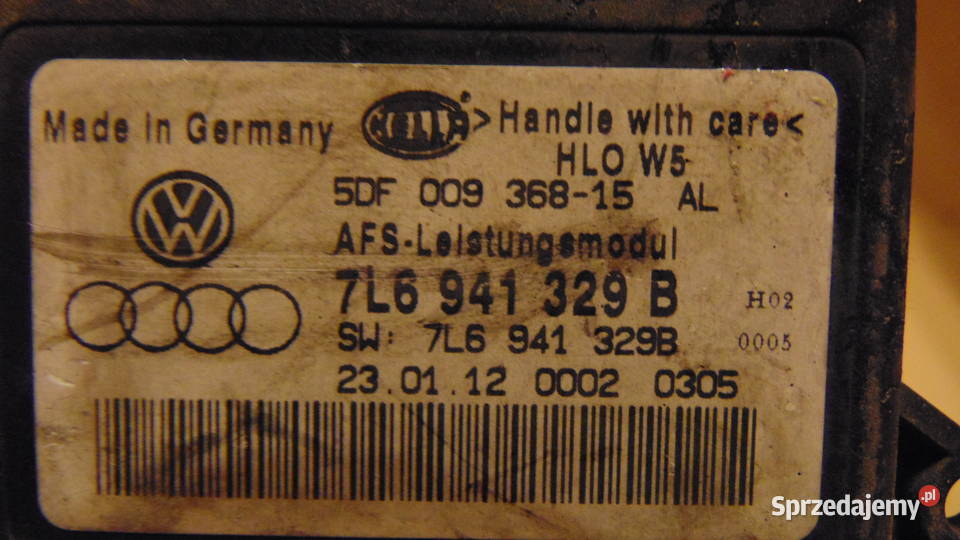 Made in Germany HELLA >Handle with care<
HLO W5
5DF 009 368-15 AL
AFS-Leistungsmodul
7L6 941 329 B H02
SW: 7L6 941 329B 0005
23.01.12 0002 0305
Sprzedajemy.pl